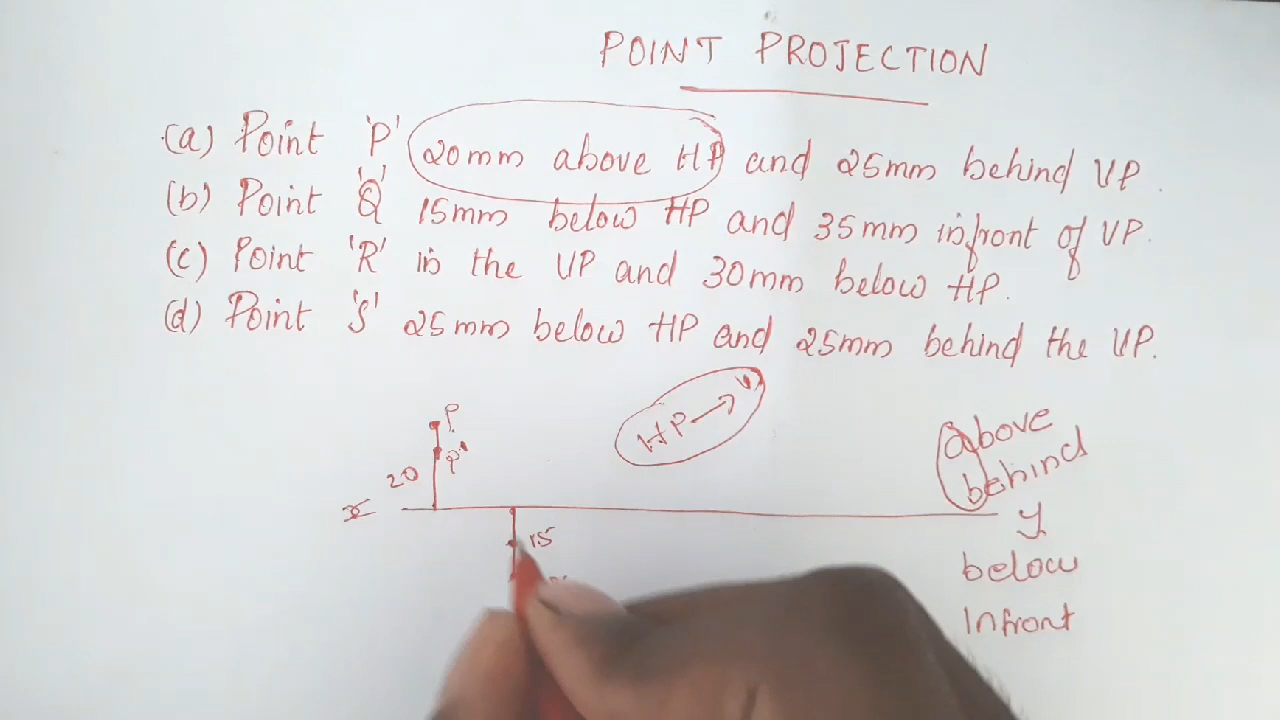 POINT PROJECTION
(a) Point 'P' 20mm above HP and 25mm behind VP.
(b) Point 'Q' 15mm below HP and 35mm infront of VP.
(c) Point 'R' in the VP and 30mm below HP.
(d) Point 'S' 25mm below HP and 25mm behind the VP.
HP → V
above
behind
P
P'
20
x
y
15
below
Infront